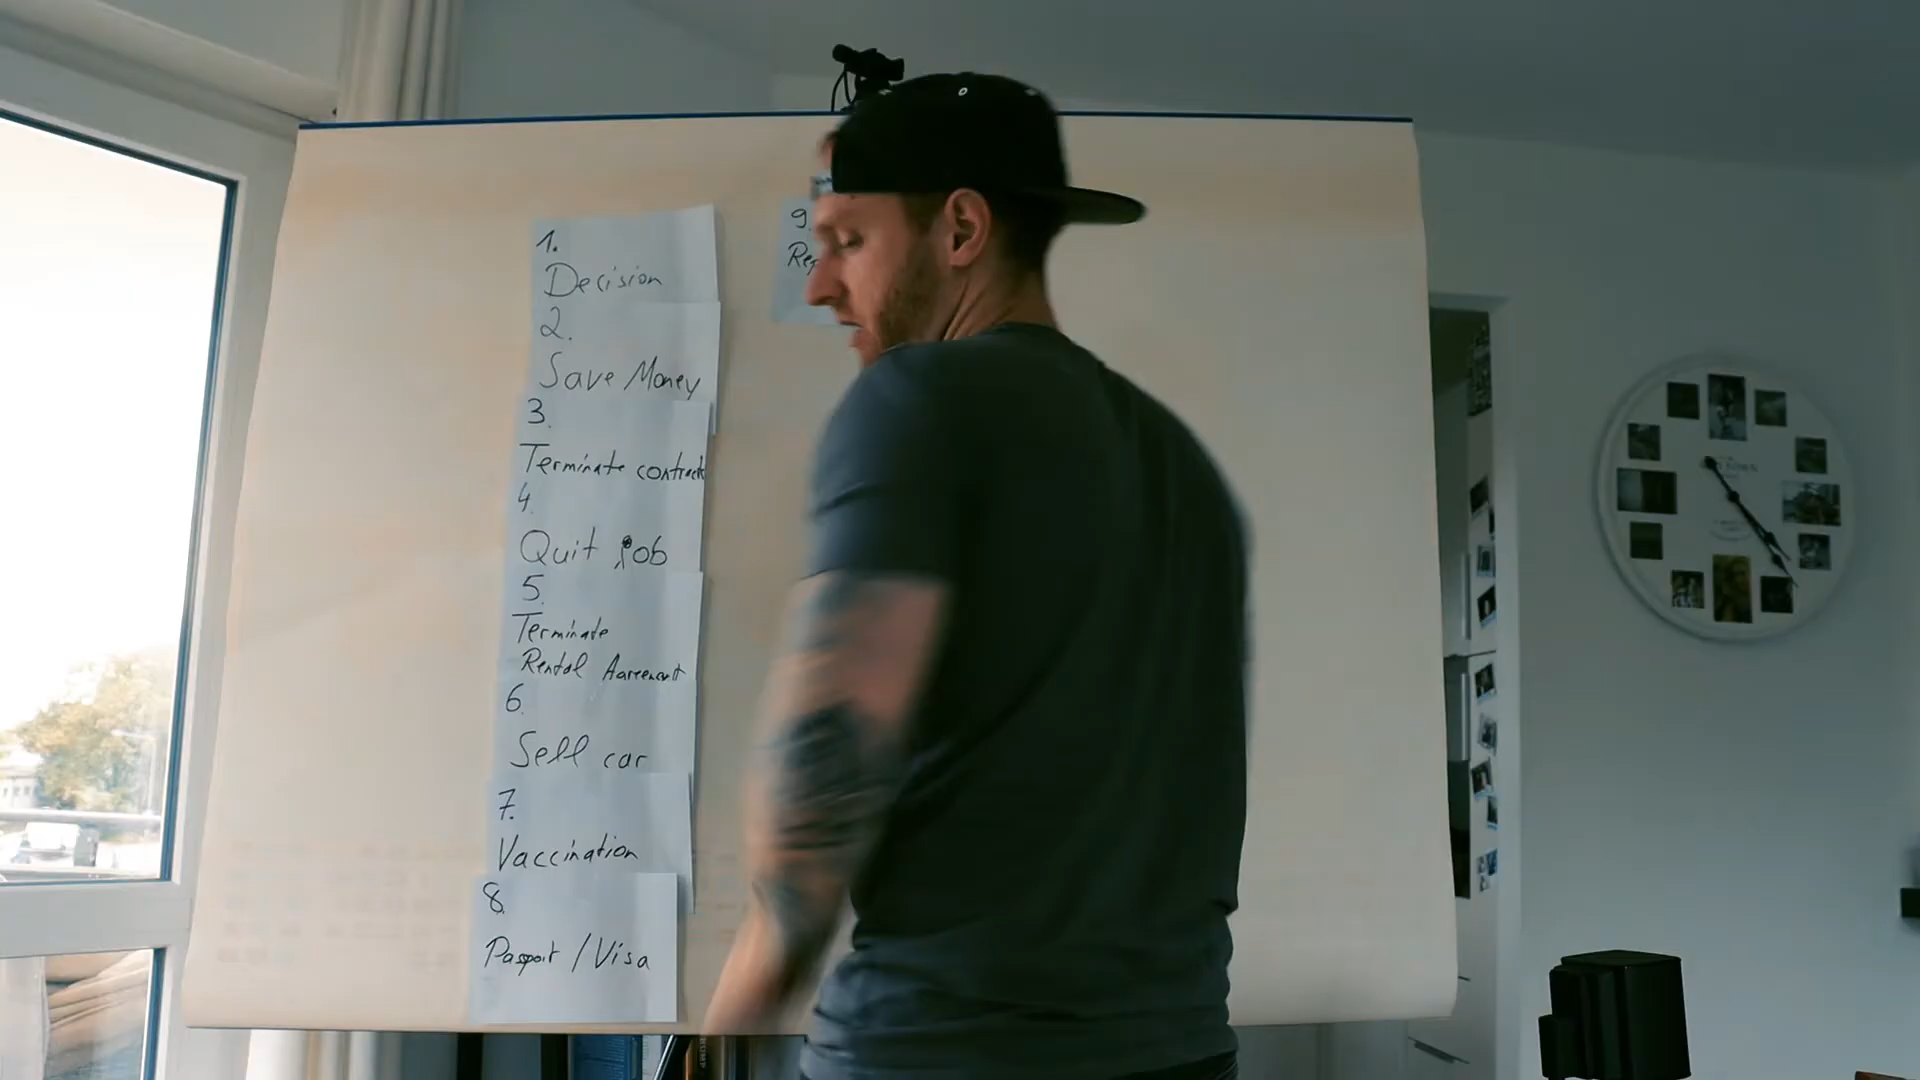 1.
Decision
2.
Save Money
3.
Terminate contracts
4
Quit job
5.
Terminate
Rental Agreement
6.
Sell car
7.
Vaccination
8.
Passport / Visa
9.